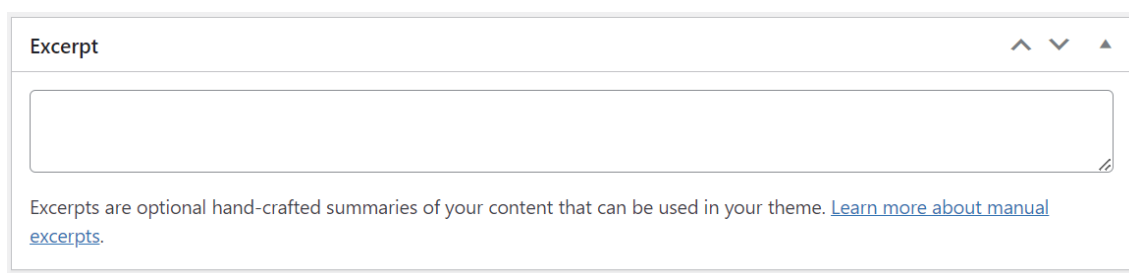 Excerpt
Excerpts are optional hand-crafted summaries of your content that can be used in your theme. Learn more about manual
excerpts.